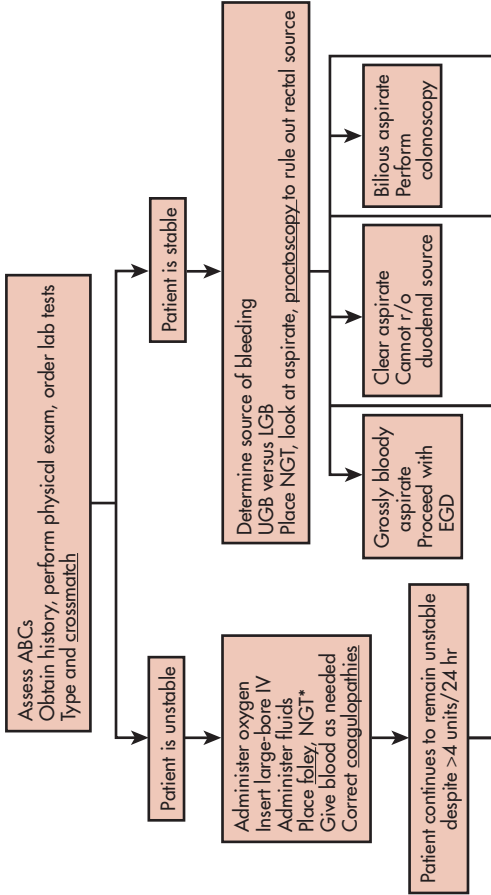 Assess ABCs
Obtain history, perform physical exam, order lab tests
Type and crossmatch
Patient is unstable
Patient is stable
Administer oxygen
Insert large-bore IV
Administer fluids
Place foley, NGT*
Give blood as needed
Correct coagulopathies
Determine source of bleeding
UGB versus LGB
Place NGT, look at aspirate, proctoscopy to rule out rectal source
Patient continues to remain unstable
despite >4 units/24 hr
Grossly bloody
aspirate
Proceed with
EGD
Clear aspirate
Cannot r/o
duodenal source
Bilious aspirate
Perform
colonoscopy